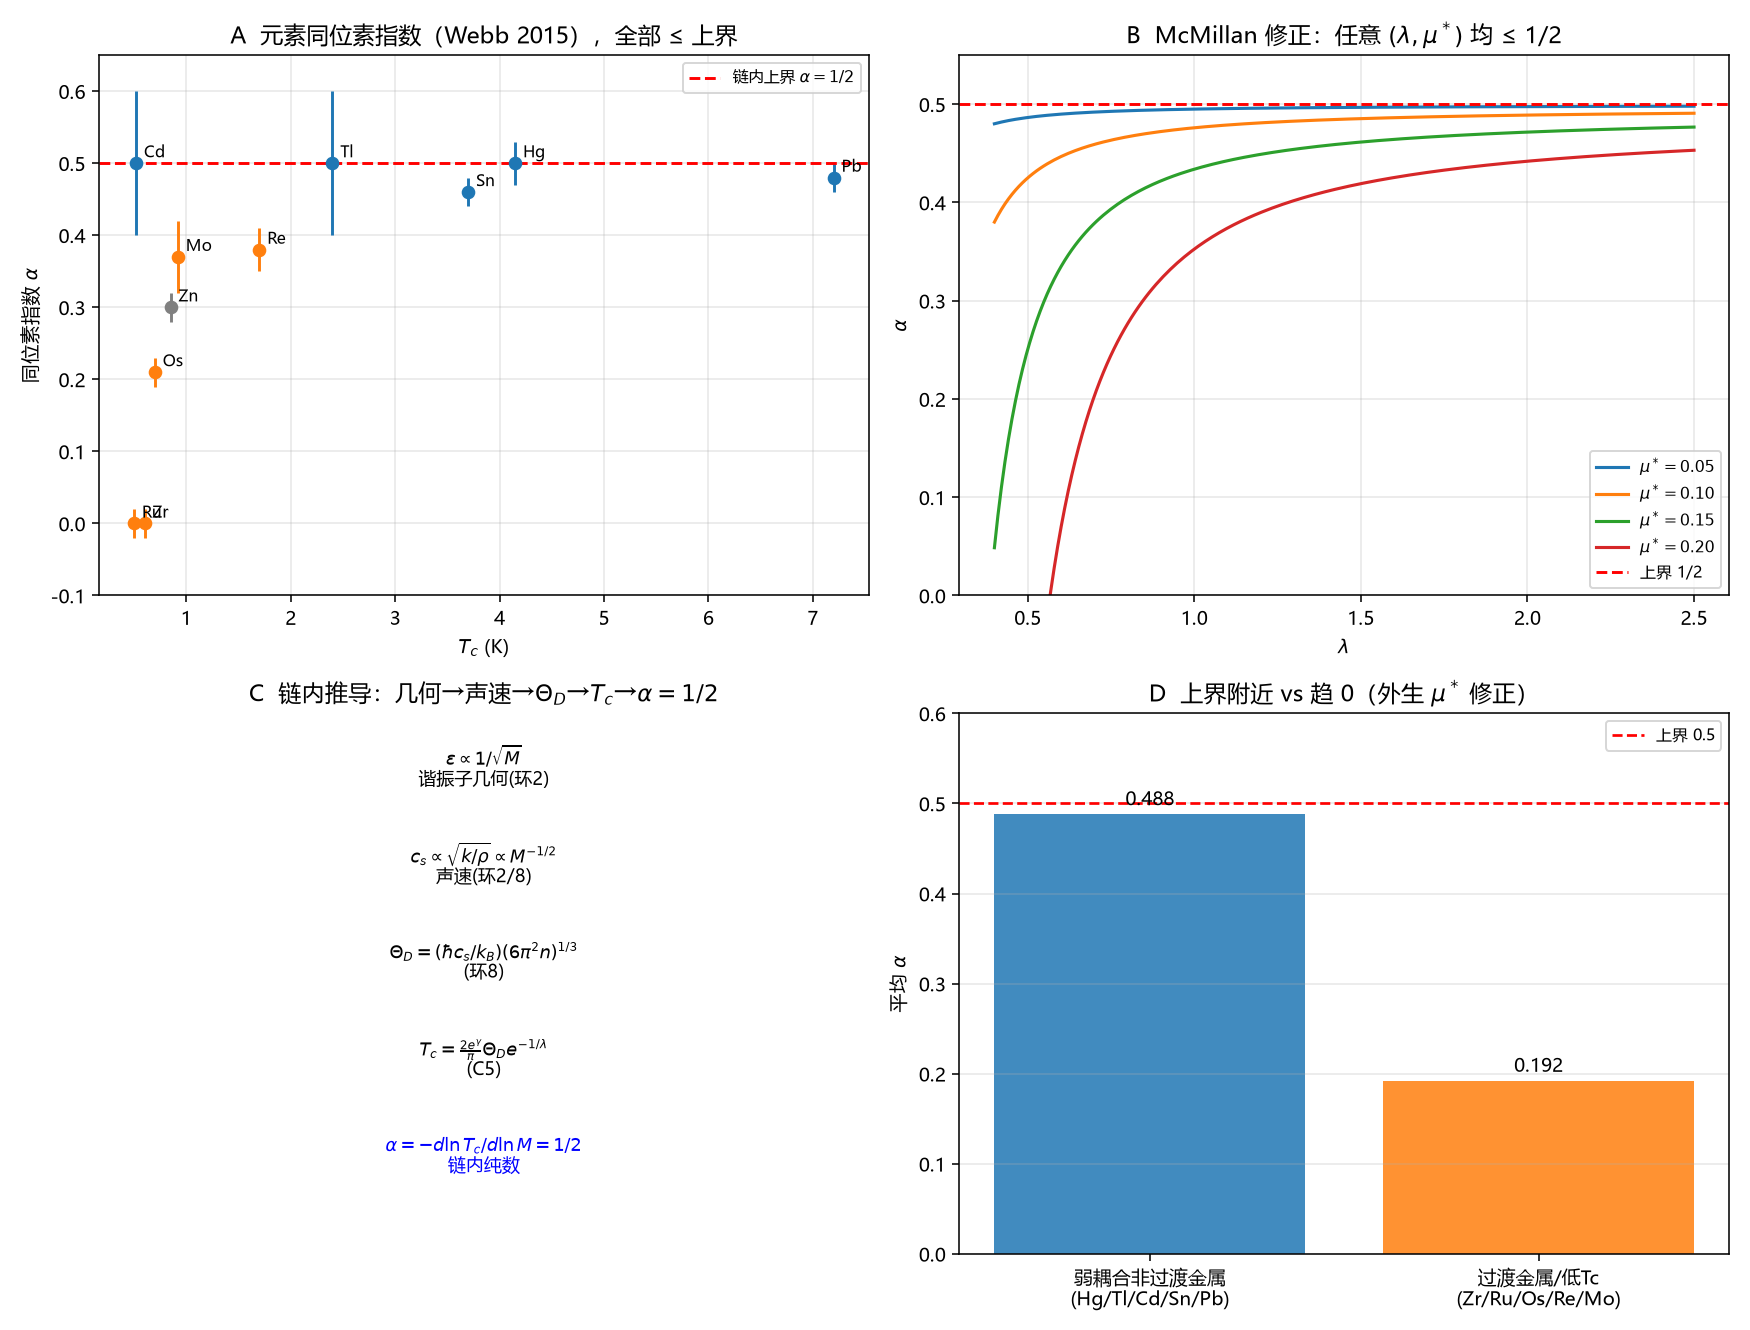 A 元素同位素指数（Webb 2015），全部 ≤ 上界
链内上界 α = 1/2
0.6
0.5
0.4
0.3
0.2
0.1
0.0
-0.1
同位素指数 α
Cd
Tl
Hg
Pb
Sn
Mo
Re
Zn
Os
Ru
Zr
1
2
3
4
5
6
7
T_c (K)
B McMillan 修正：任意 (λ, μ*) 均 ≤ 1/2
0.5
0.4
0.3
0.2
0.1
0.0
α
μ* = 0.05
μ* = 0.10
μ* = 0.15
μ* = 0.20
上界 1/2
0.5
1.0
1.5
2.0
2.5
λ
C 链内推导：几何→声速→Θ_D→T_c→α = 1/2
ε ∝ 1/√M
谐振子几何(环2)
c_s ∝ √(k/ρ) ∝ M^{-1/2}
声速(环2/8)
Θ_D = (ℏc_s/k_B)(6π²n)^{1/3}
(环8)
T_c = \frac{2e^γ}{π} Θ_D e^{-1/λ}
(C5)
α = −d ln T_c/d ln M = 1/2
链内纯数
D 上界附近 vs 趋 0（外生 μ* 修正）
上界 0.5
0.6
0.5
0.4
0.3
0.2
0.1
0.0
平均 α
0.488
0.192
弱耦合非过渡金属
(Hg/Tl/Cd/Sn/Pb)
过渡金属/低Tc
(Zr/Ru/Os/Re/Mo)